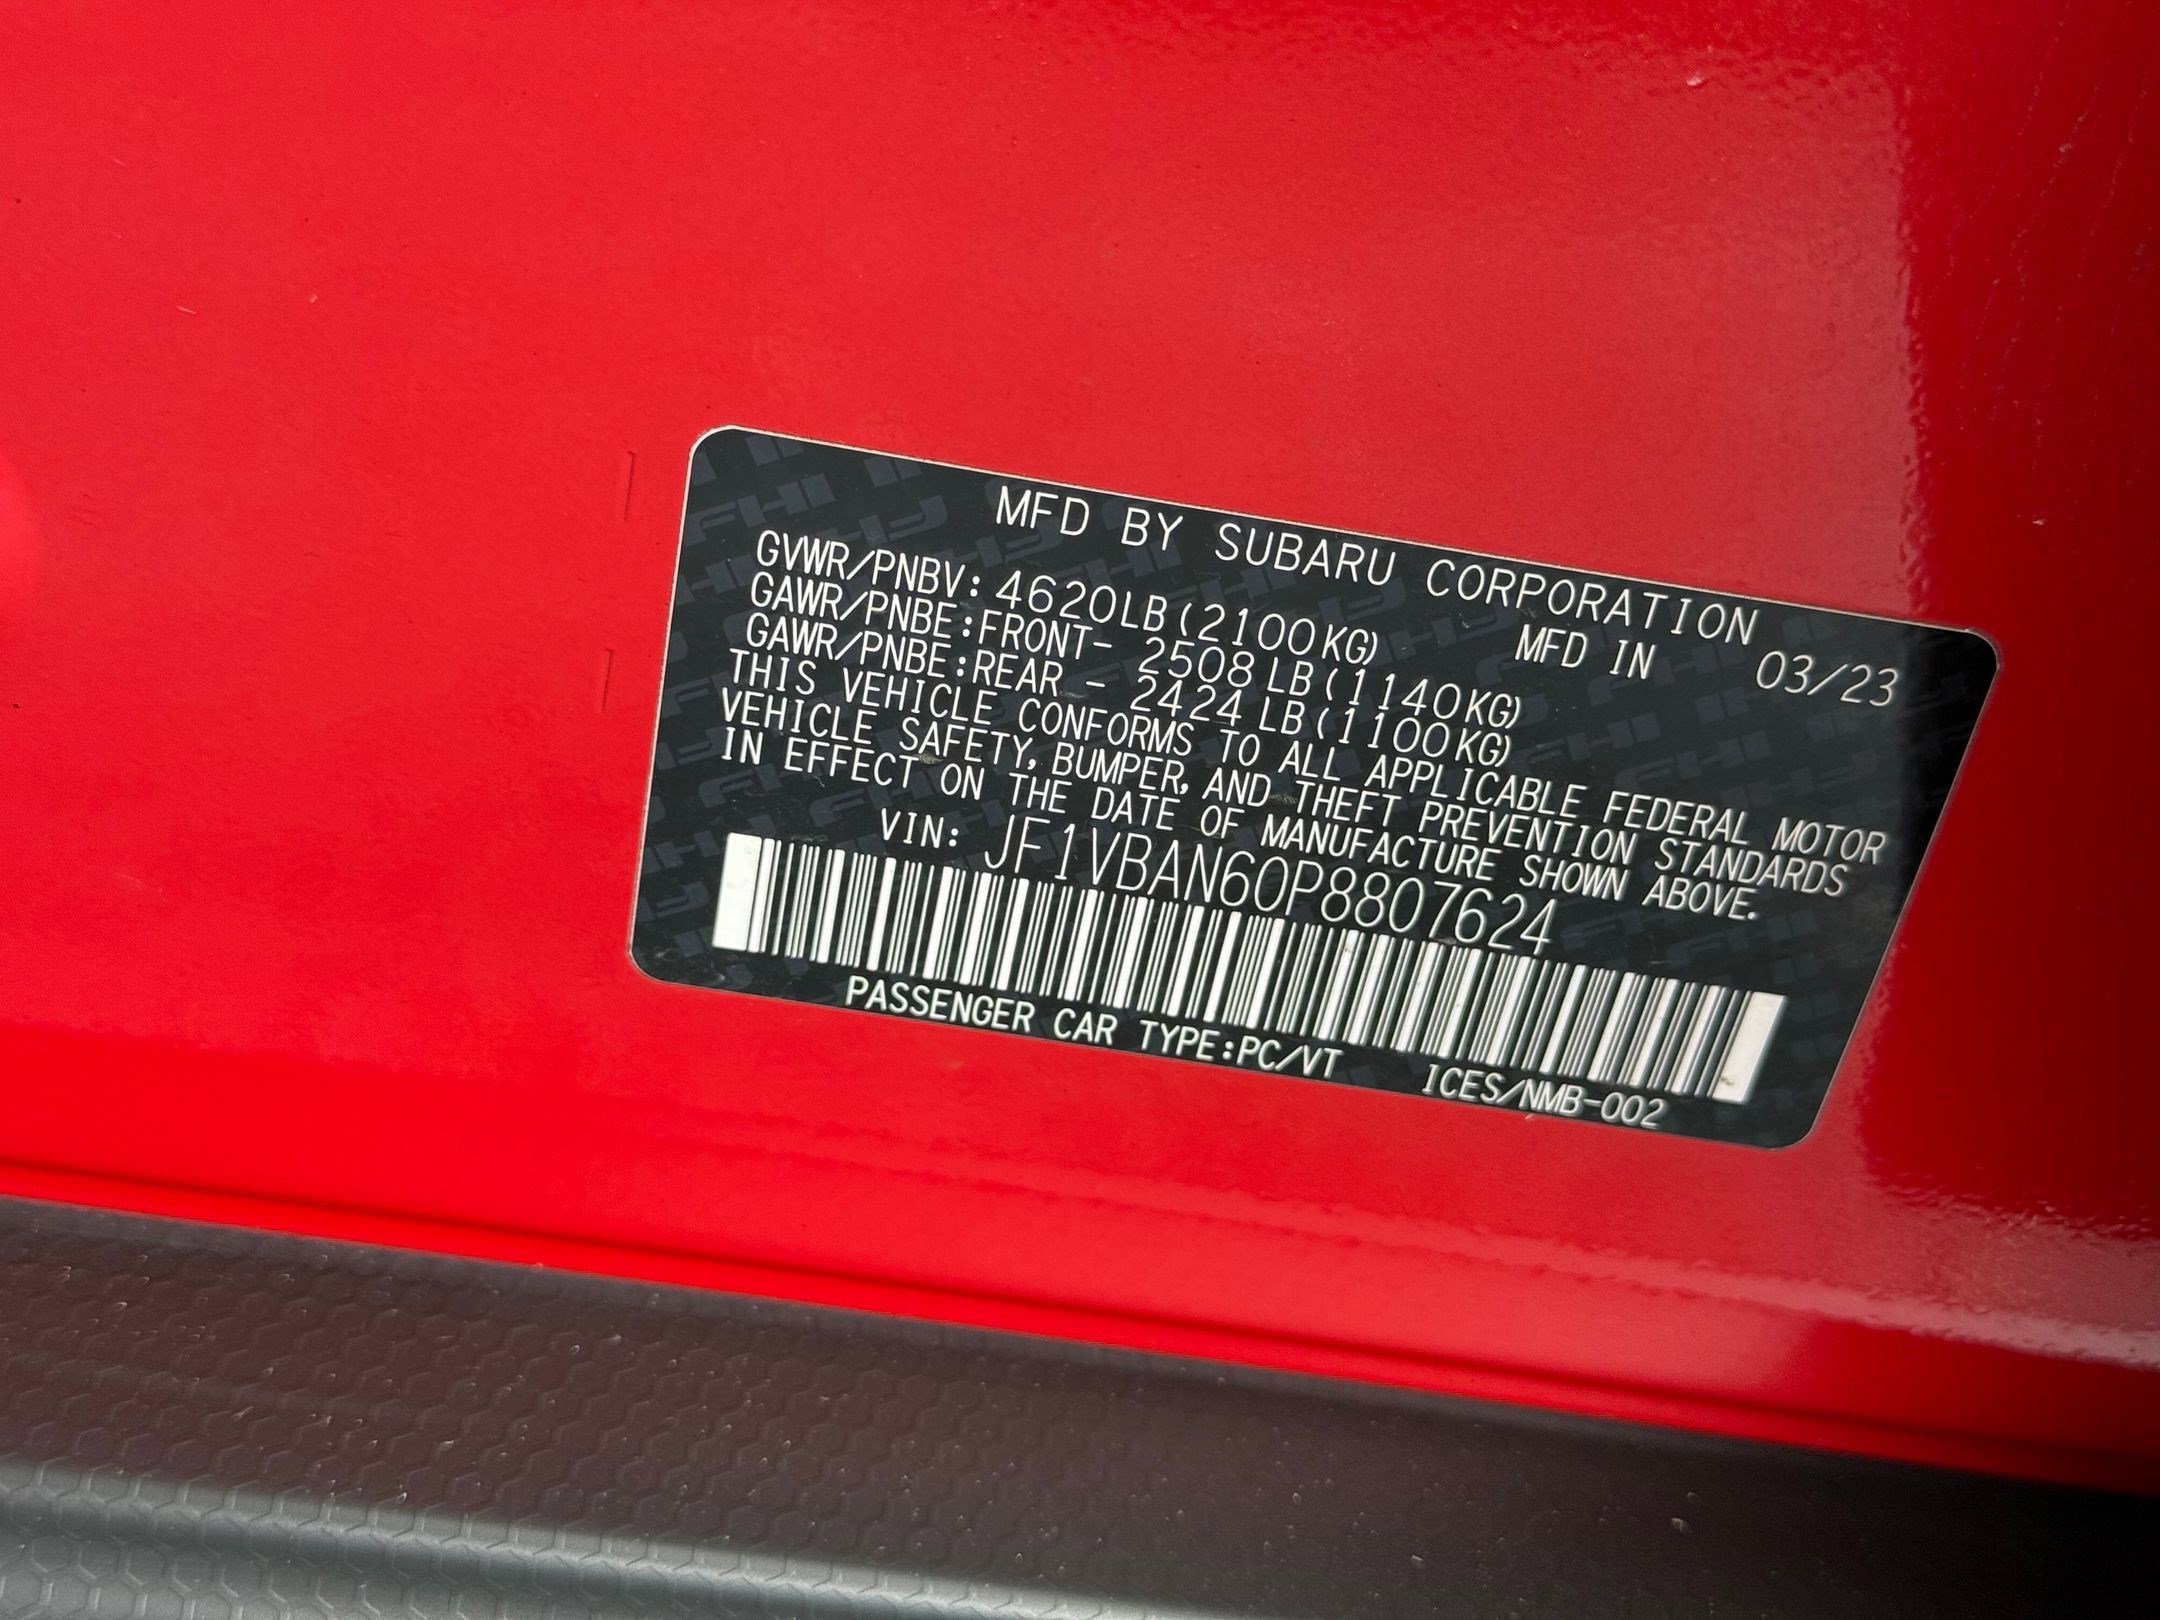 MFD BY SUBARU CORPORATION
GVWR/PNBV: 4620LB(2100KG) MFD IN 03/23
GAWR/PNBE:FRONT- 2508LB(1140KG)
GAWR/PNBE:REAR - 2424LB(1100KG)
THIS VEHICLE CONFORMS TO ALL APPLICABLE FEDERAL MOTOR
VEHICLE SAFETY, BUMPER, AND THEFT PREVENTION STANDARDS
IN EFFECT ON THE DATE OF MANUFACTURE SHOWN ABOVE.
VIN: JF1VBAN60P8807624
PASSENGER CAR TYPE:PC/VT ICES/NMB-002